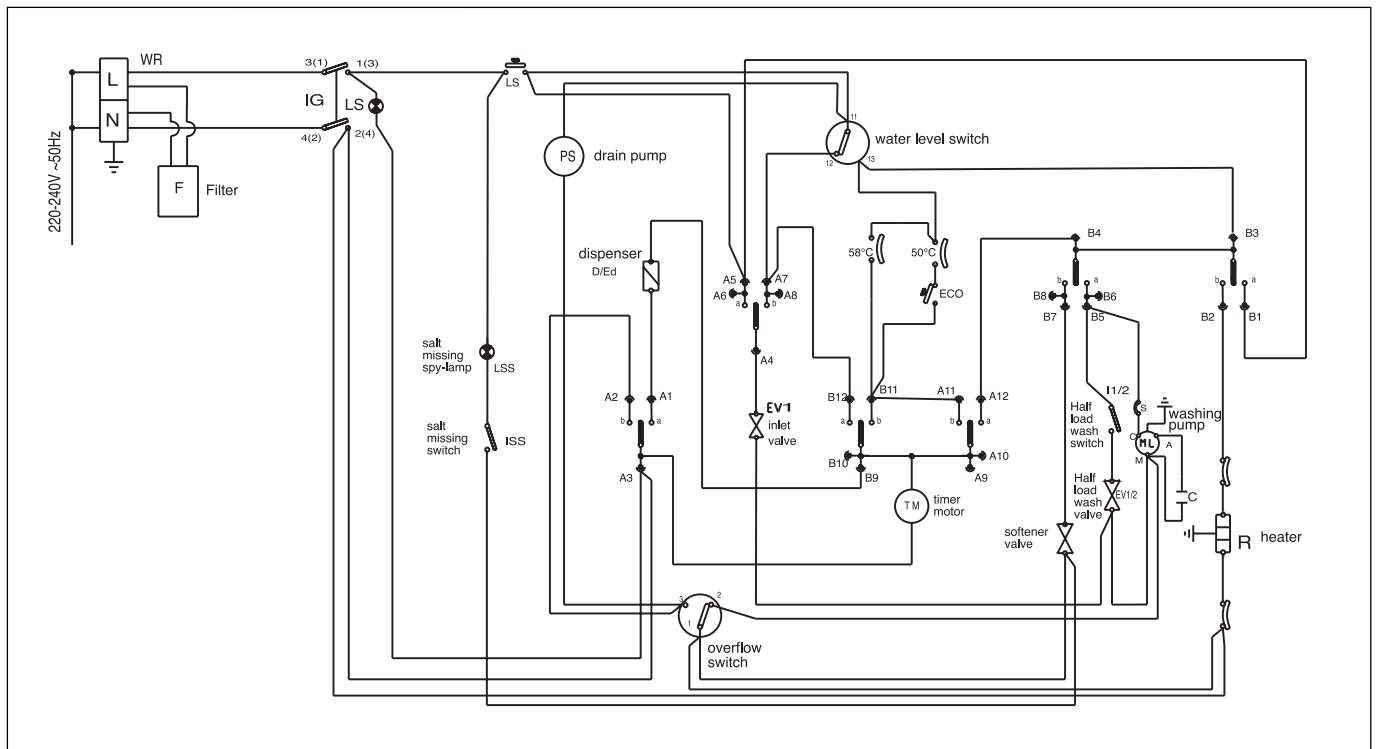 WR
3(1)
1(3)
L
N
IG
LS
4(2)
2(4)
LS
220-240V ~50Hz
F
Filter
PS
drain pump
11
12
13
water level switch
dispenser
D/Ed
58°C
50°C
ECO
A5
A7
A6
a
b
A8
A4
B4
B3
b
a
b
a
B8
B6
B7
B5
B2
B1
salt
missing
spy-lamp
LSS
salt
missing
switch
ISS
A2
A1
b
a
A3
EV1
inlet
valve
B12
B11
A11
A12
a
b
b
a
B10
B9
A10
A9
TM
timer
motor
I1/2
Half
load
wash
switch
S
washing
pump
C
ML
A
M
C
Half
load
wash
valve
EV1/2
softener
valve
R
heater
3
2
1
overflow
switch